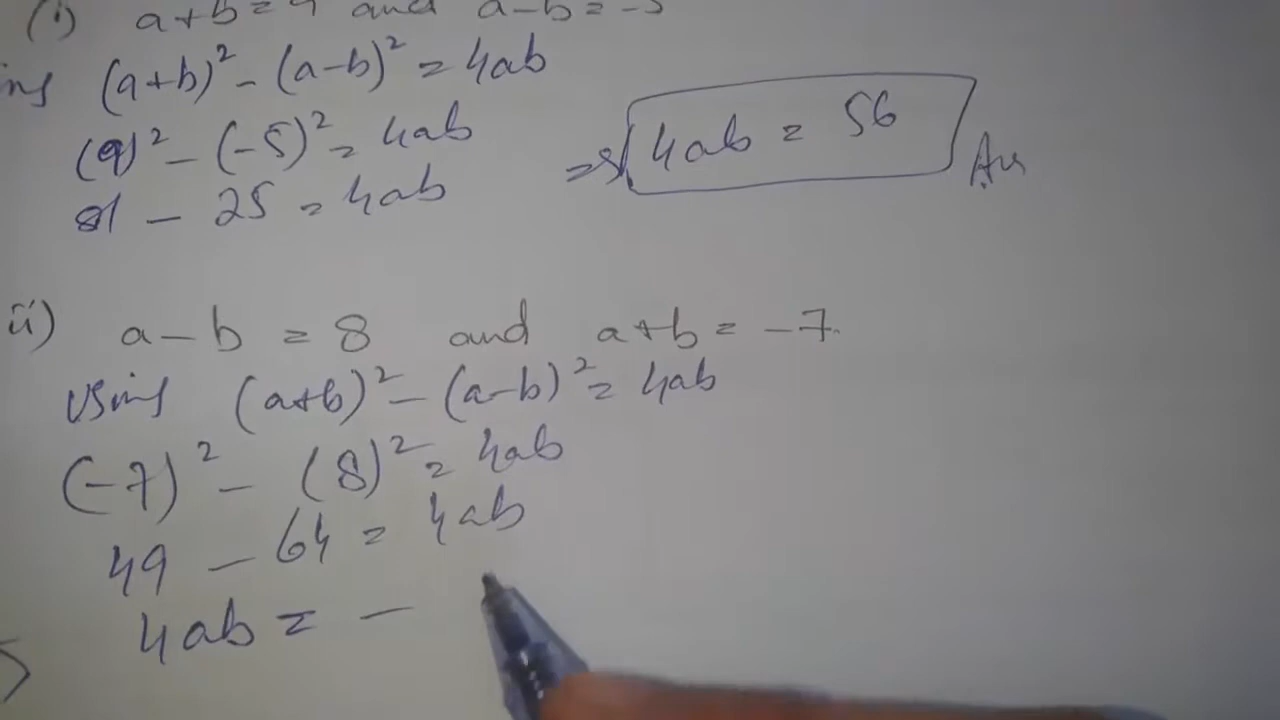 (i) a+b = 9 and a-b = -5
(a+b)² - (a-b)² = 4ab
(9)² - (-5)² = 4ab
81 - 25 = 4ab
=> 4ab = 56 Ans
ii) a-b = 8 and a+b = -7.
Using (a+b)² - (a-b)² = 4ab
(-7)² - (8)² = 4ab
49 - 64 = 4ab
4ab = -